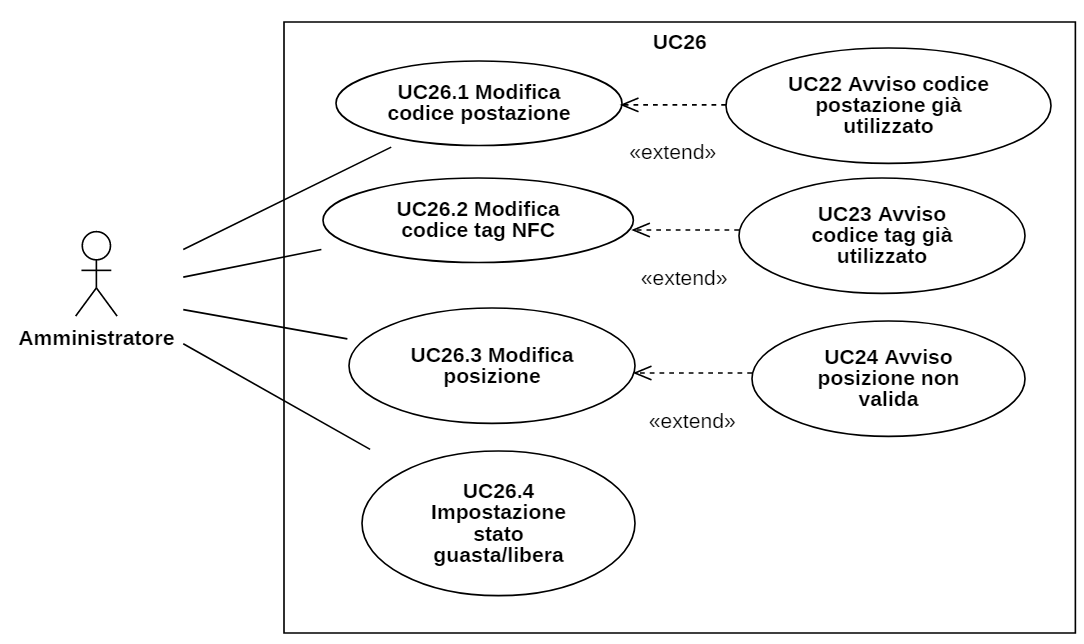 UC26
UC26.1 Modifica
codice postazione
UC22 Avviso codice
postazione già
utilizzato
«extend»
UC26.2 Modifica
codice tag NFC
UC23 Avviso
codice tag già
utilizzato
«extend»
Amministratore
UC26.3 Modifica
posizione
UC24 Avviso
posizione non
valida
«extend»
UC26.4
Impostazione
stato
guasta/libera